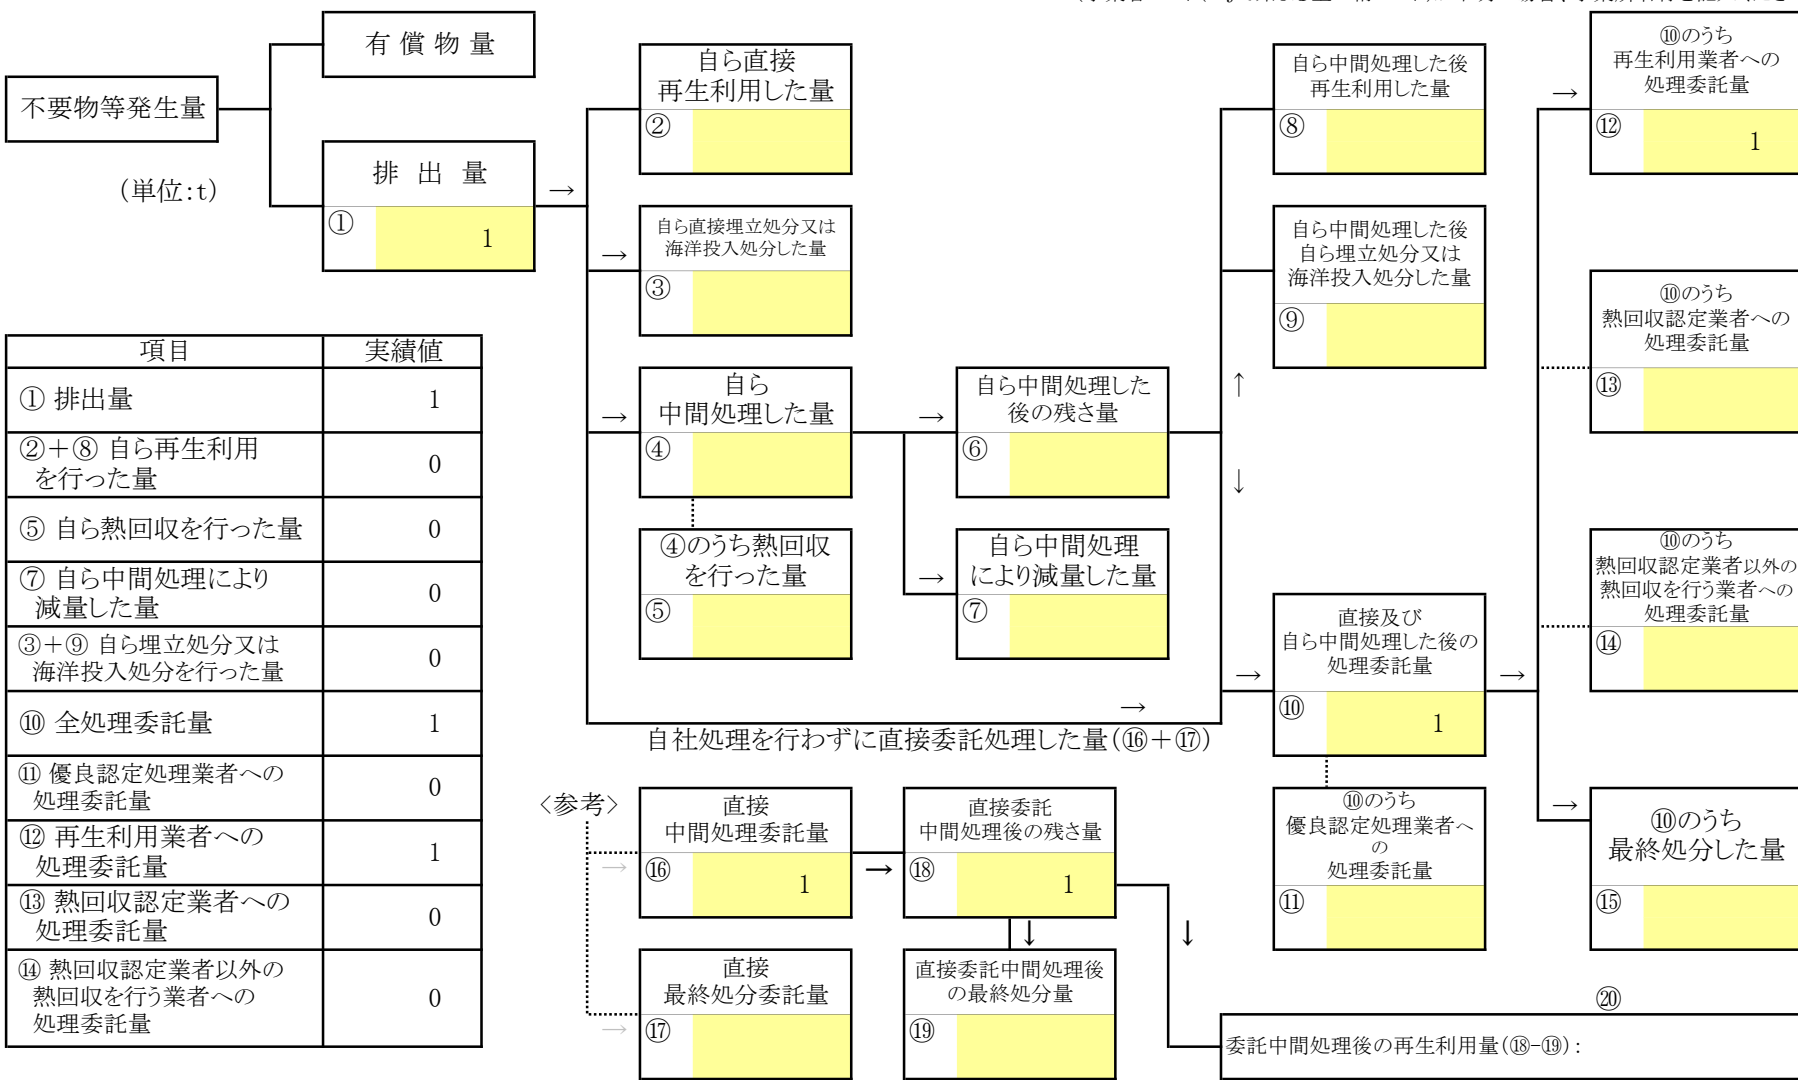 有 償 物 量
不要物等発生量
(単位:t)
排 出 量
→
①
1
自ら直接
再生利用した量
②
→
自ら直接埋立処分又は
海洋投入処分した量
③
→
自ら
中間処理した量
④
④のうち熱回収
を行った量
⑤
→
自ら中間処理した
後の残さ量
⑥
→
自ら中間処理
により減量した量
⑦
自ら中間処理した後
再生利用した量
⑧
自ら中間処理した後
自ら埋立処分又は
海洋投入処分した量
⑨
↑
↓
→
直接及び
自ら中間処理した後の
処理委託量
⑩
1
→
⑩のうち
優良認定処理業者へ
の
処理委託量
⑪
→
⑩のうち
再生利用業者への
処理委託量
⑫
1
⑩のうち
熱回収認定業者への
処理委託量
⑬
⑩のうち
熱回収認定業者以外の
熱回収を行う業者への
処理委託量
⑭
→
⑩のうち
最終処分した量
⑮
項目 実績値
① 排出量 1
②+⑧ 自ら再生利用
を行った量 0
⑤ 自ら熱回収を行った量 0
⑦ 自ら中間処理により
減量した量 0
③+⑨ 自ら埋立処分又は
海洋投入処分を行った量 0
⑩ 全処理委託量 1
⑪ 優良認定処理業者への
処理委託量 0
⑫ 再生利用業者への
処理委託量 1
⑬ 熱回収認定業者への
処理委託量 0
⑭ 熱回収認定業者以外の
熱回収を行う業者への
処理委託量 0
→
自社処理を行わずに直接委託処理した量(⑯+⑰)
<参考>
→
直接
中間処理委託量
⑯
1
→
直接委託
中間処理後の残さ量
⑱
1
↓
↓
→
直接
最終処分委託量
⑰
直接委託中間処理後
の最終処分量
⑲
⑳
委託中間処理後の再生利用量(⑱-⑲):